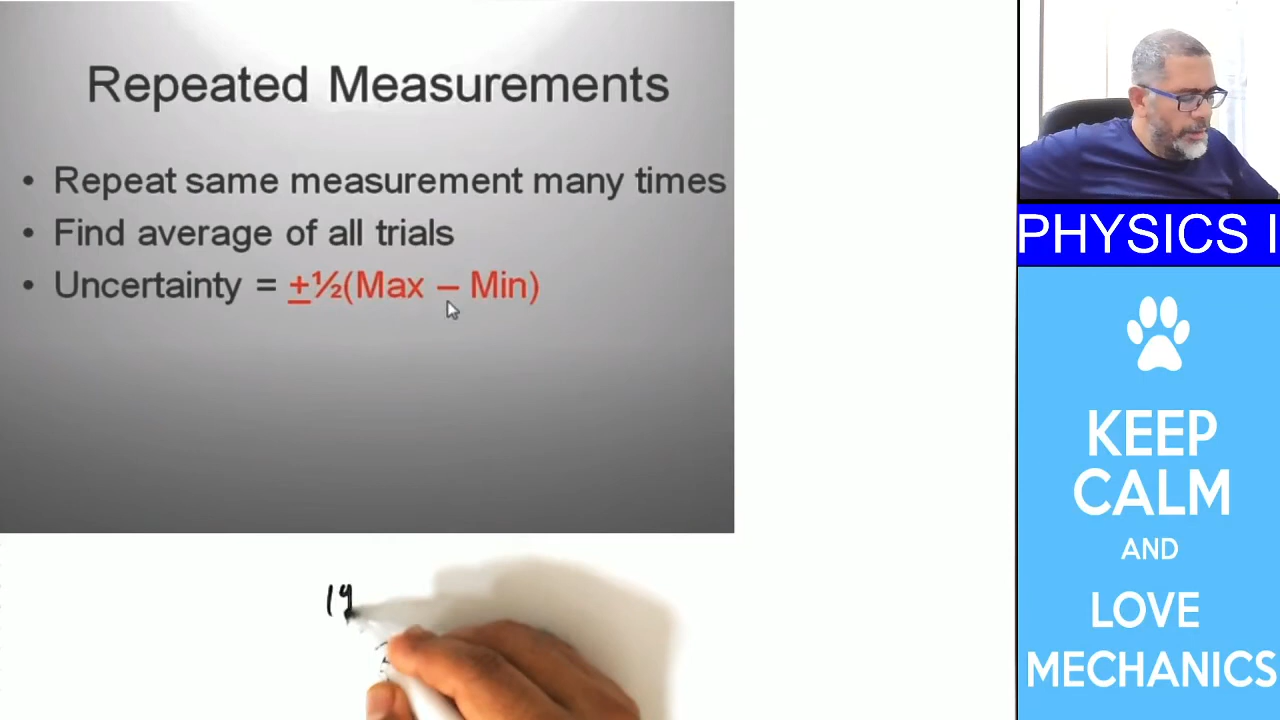 Repeated Measurements
• Repeat same measurement many times
• Find average of all trials
• Uncertainty = ±½(Max – Min)
19
PHYSICS I
KEEP
CALM
AND
LOVE
MECHANICS